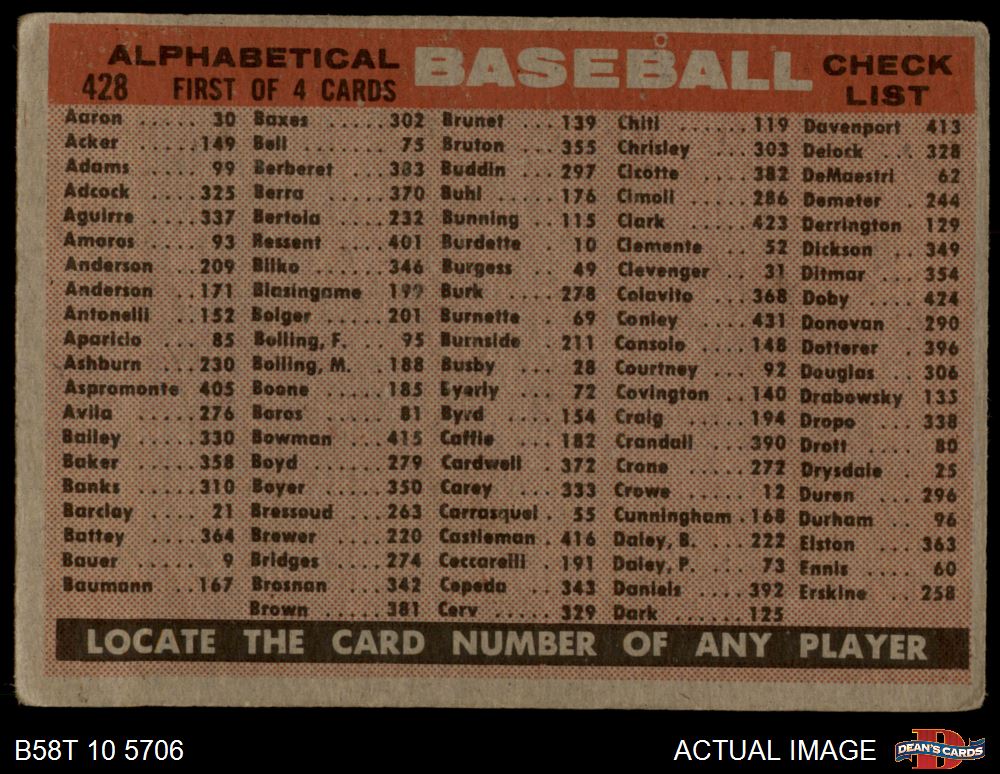 ALPHABETICAL BASEBALL CHECK LIST
428 FIRST OF 4 CARDS
Aaron ..... 30
Acker .....149
Adams .... 99
Adcock ....325
Aguirre ....337
Amoros .... 93
Anderson ..209
Anderson ..171
Antonelli ..152
Aparicio ... 85
Ashburn ...230
Aspromonte 405
Avila .....276
Bailey .....330
Baker .....358
Banks .....310
Barclay .... 21
Battey .....364
Bauer ..... 9
Baumann ..167
Baxes .....302
Bell ...... 75
Berberet ...383
Berra .....370
Bertoia ....232
Bessent ....401
Bilko ......346
Blasingame 199
Bolger .....201
Bolling, F. .. 95
Bolling, M. .188
Boone .....185
Boros ..... 81
Bowman ...415
Boyd ......279
Boyer .....350
Bressoud ...263
Brewer ....220
Bridges ....274
Brosnan ...342
Brown .....381
Brunet ....139
Bruton ....355
Buddin ....297
Buhl .....176
Bunning ...115
Burdette ... 10
Burgess ... 49
Burk .....278
Burnette ... 69
Burnside ...211
Busby .... 28
Byerly .... 72
Byrd .....154
Caffie ....182
Cardwell ...372
Carey ....333
Carrasquel . 55
Castleman .416
Ceccarelli ..191
Cepeda ...343
Cerv .....329
Chiti .....119
Chrisley ...303
Cicotte ....382
Cimoli ....286
Clark .....423
Clemente .. 52
Clevenger .. 31
Colavito ...368
Conley ....431
Consolo ...148
Courtney ... 92
Covington ..140
Craig .....194
Crandall ...390
Crone .....272
Crowe ..... 12
Cunningham .168
Daley, B. ...222
Daley, P. ... 73
Daniels ....392
Dark .....125
Davenport 413
Delock ... 328
DeMaestri 62
Demeter . 244
Derrington 129
Dickson .. 349
Ditmar ... 354
Doby .... 424
Donovan . 290
Dotterer .. 396
Douglas .. 306
Drabowsky 135
Dropo ... 338
Drott .... 80
Drysdale . 25
Duren ... 296
Durham .. 96
Elston ... 363
Ennis .... 60
Erskine .. 258
LOCATE THE CARD NUMBER OF ANY PLAYER
B58T 10 5706
ACTUAL IMAGE
DEAN'S CARDS